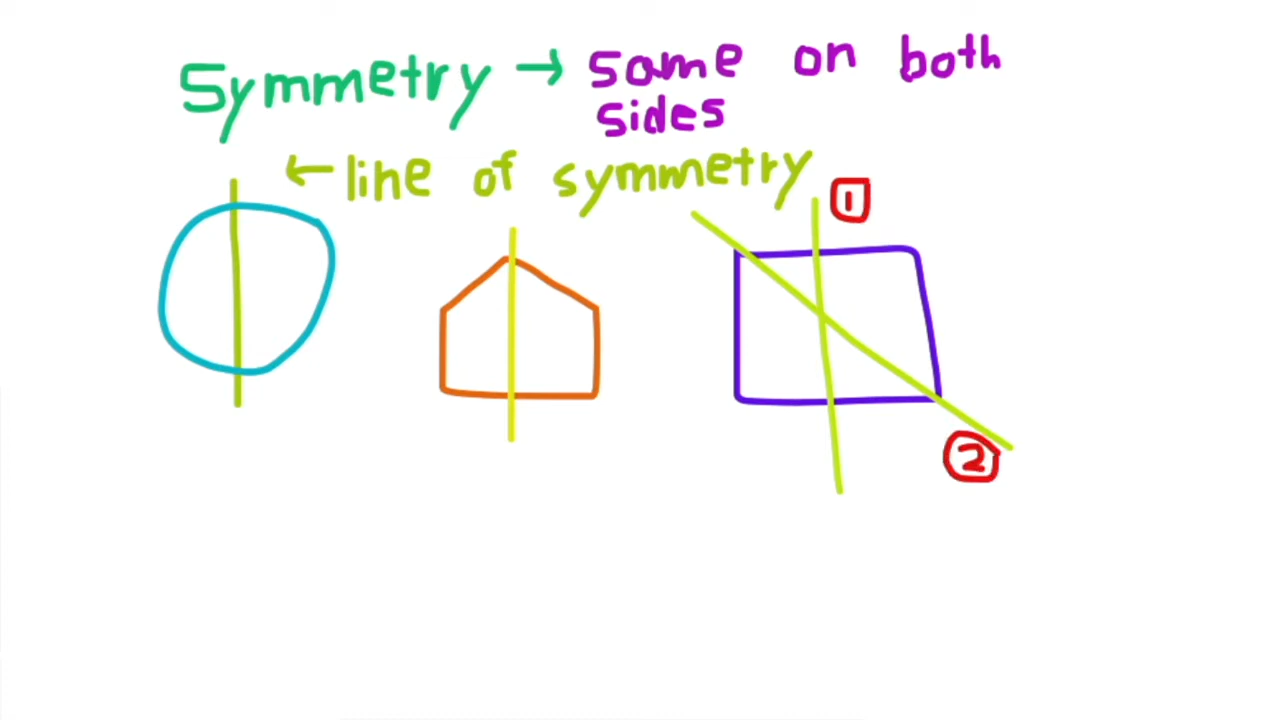 Symmetry → same on both
sides
← line of symmetry
1
2